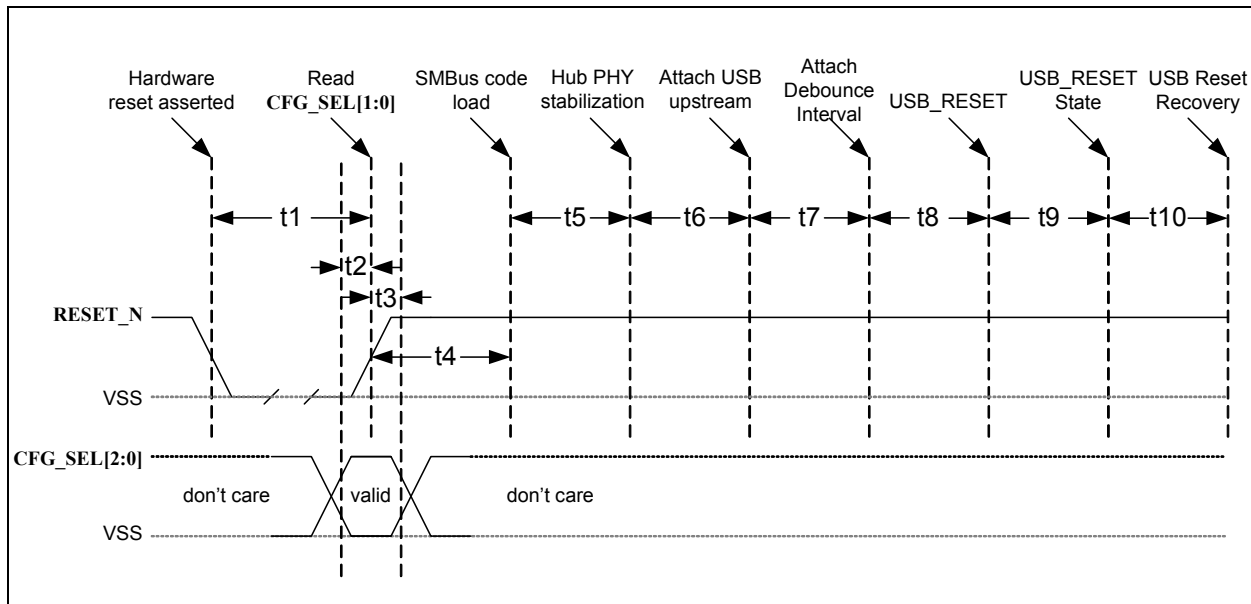 Hardware
reset asserted
Read
CFG_SEL[1:0]
SMBus code
load
Hub PHY
stabilization
Attach USB
upstream
Attach
Debounce
Interval
USB_RESET
USB_RESET
State
USB Reset
Recovery
t1
t5
t6
t7
t8
t9
t10
t2
t3
RESET_N
t4
VSS
CFG_SEL[2:0]
don't care
valid
don't care
VSS